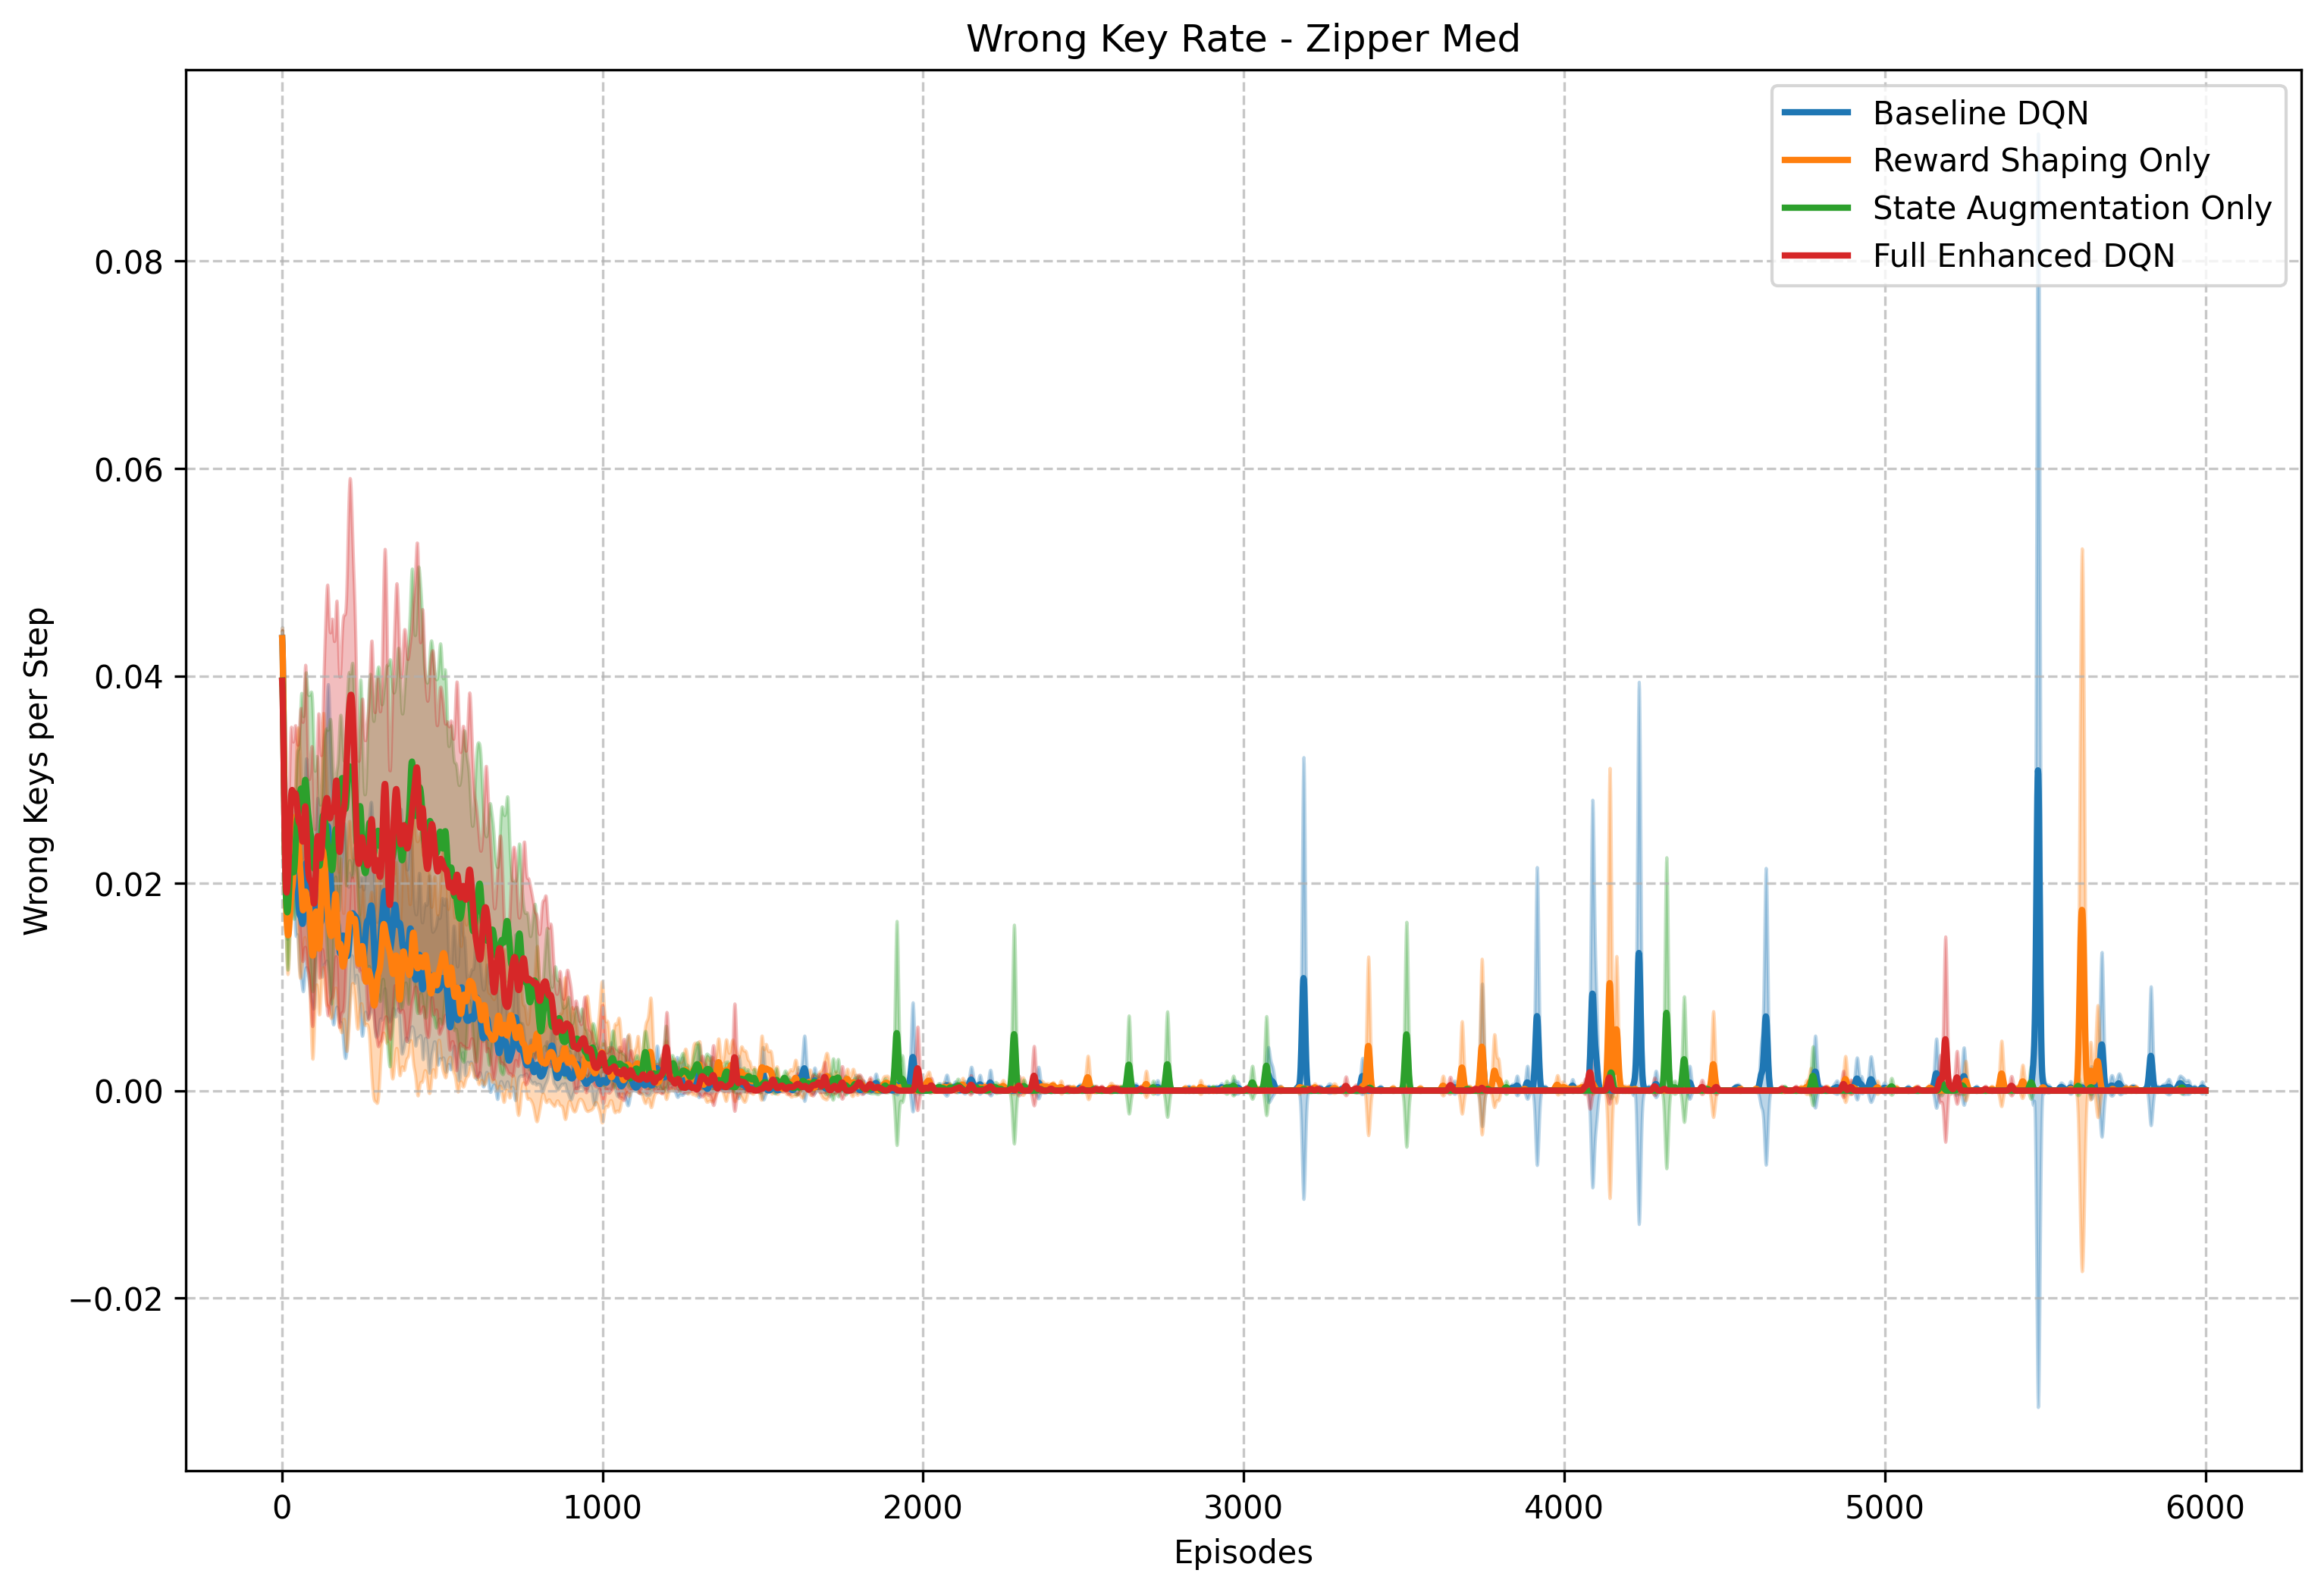 Wrong Key Rate - Zipper Med
Baseline DQN
Reward Shaping Only
State Augmentation Only
Full Enhanced DQN
Wrong Keys per Step
0.08
0.06
0.04
0.02
0.00
−0.02
0 1000 2000 3000 4000 5000 6000
Episodes